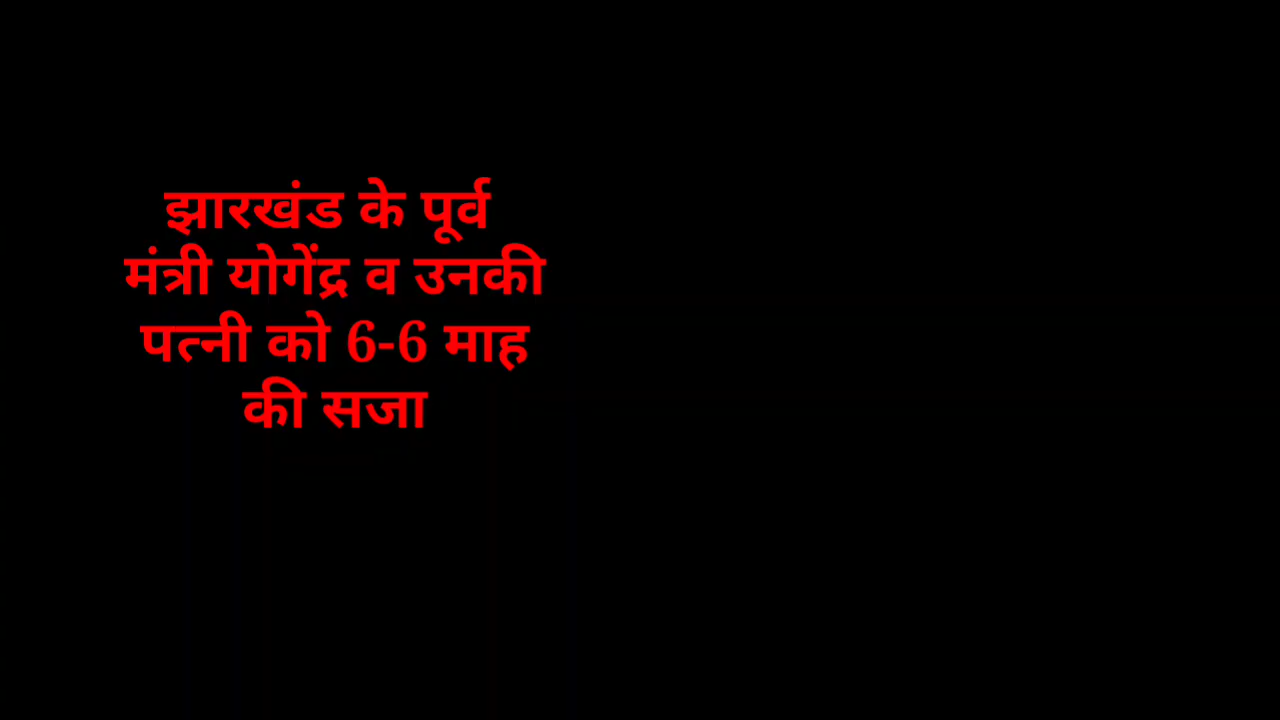 झारखंड के पूर्व
मंत्री योगेंद्र व उनकी
पत्नी को 6-6 माह
की सजा